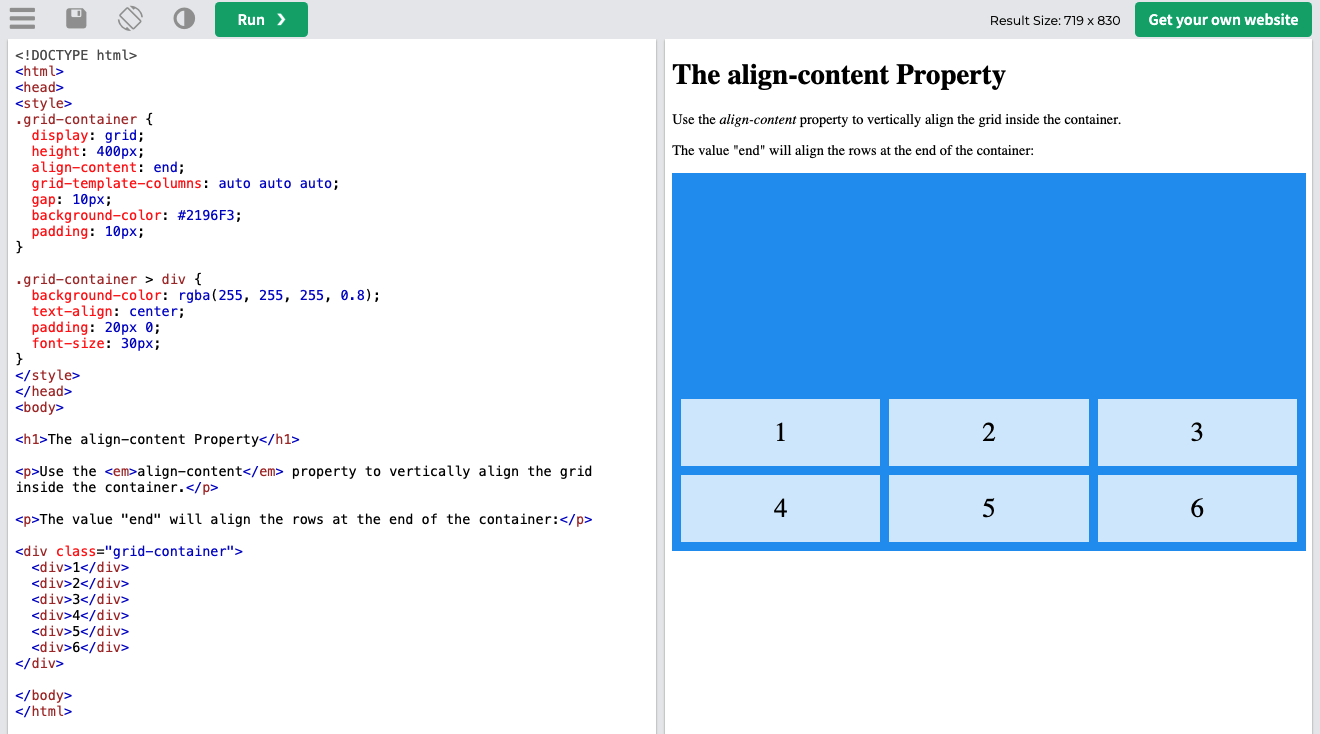 Run ❯
Result Size: 719 x 830
Get your own website
<!DOCTYPE html>
<html>
<head>
<style>
.grid-container {
  display: grid;
  height: 400px;
  align-content: end;
  grid-template-columns: auto auto auto;
  gap: 10px;
  background-color: #2196F3;
  padding: 10px;
}

.grid-container > div {
  background-color: rgba(255, 255, 255, 0.8);
  text-align: center;
  padding: 20px 0;
  font-size: 30px;
}
</style>
</head>
<body>

<h1>The align-content Property</h1>

<p>Use the <em>align-content</em> property to vertically align the grid
inside the container.</p>

<p>The value "end" will align the rows at the end of the container:</p>

<div class="grid-container">
  <div>1</div>
  <div>2</div>
  <div>3</div>
  <div>4</div>
  <div>5</div>
  <div>6</div>
</div>

</body>
</html>
The align-content Property
Use the align-content property to vertically align the grid inside the container.
The value "end" will align the rows at the end of the container:
1 2 3
4 5 6